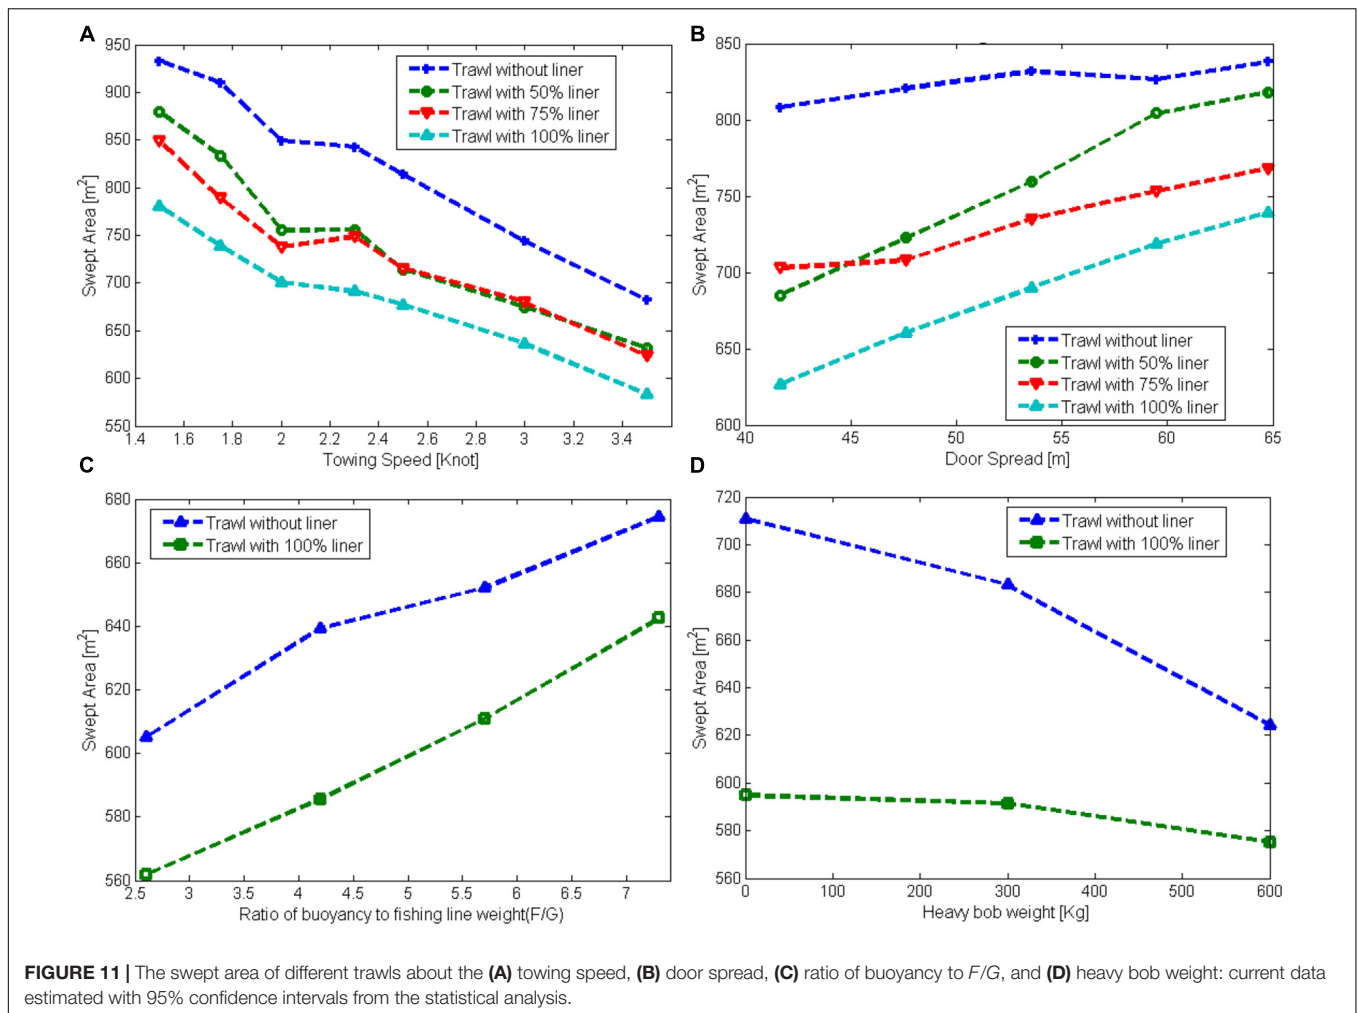 A
950
900
850
800
750
700
650
600
550
Swept Area [m²]
1.4 1.6 1.8 2 2.2 2.4 2.6 2.8 3 3.2 3.4
Towing Speed [Knot]
Trawl without liner
Trawl with 50% liner
Trawl with 75% liner
Trawl with 100% liner
B
850
800
750
700
650
600
Swept Area [m²]
40 45 50 55 60 65
Door Spread [m]
Trawl without liner
Trawl with 50% liner
Trawl with 75% liner
Trawl with 100% liner
C
680
660
640
620
600
580
560
Swept Area [m²]
2.5 3 3.5 4 4.5 5 5.5 6 6.5 7
Ratio of buoyancy to fishing line weight(F/G)
Trawl without liner
Trawl with 100% liner
D
720
700
680
660
640
620
600
580
560
Swept Area [m²]
0 100 200 300 400 500 600
Heavy bob weight [Kg]
Trawl without liner
Trawl with 100% liner
FIGURE 11 | The swept area of different trawls about the (A) towing speed, (B) door spread, (C) ratio of buoyancy to F/G, and (D) heavy bob weight: current data
estimated with 95% confidence intervals from the statistical analysis.